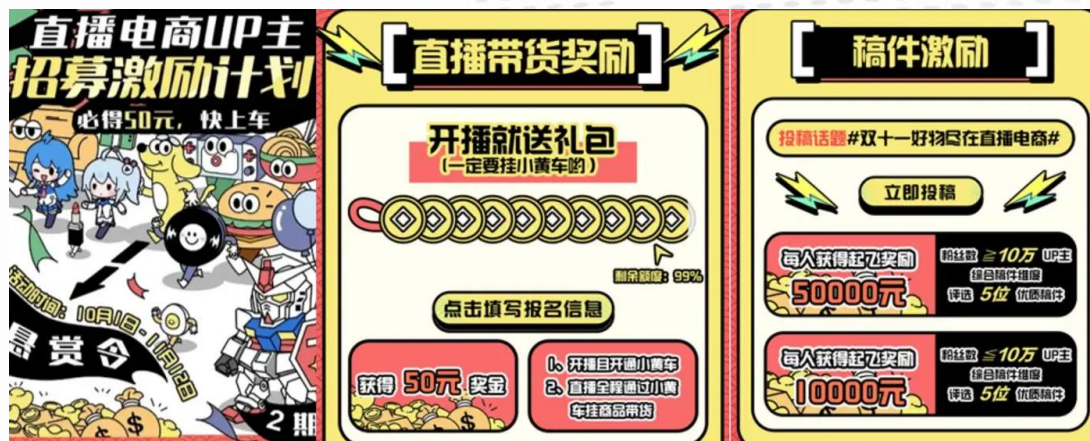 直播电商UP主
招募激励计划
必得50元，快上车
活动时间：10月1日-11月12日
悬赏令
2期
直播带货奖励
开播就送礼包
(一定要挂小黄车哟)
剩余额度：99%
点击填写报名信息
获得 50元 奖金
1、开播且开通小黄车
2、直播全程通过小黄
车挂商品带货
稿件激励
投稿话题#双十一好物尽在直播电商#
立即投稿
每人获得起飞奖励
50000元
粉丝数 ≧10万 UP主
综合稿件维度
评选 5位 优质稿件
每人获得起飞奖励
10000元
粉丝数 ≦10万 UP主
综合稿件维度
评选 5位 优质稿件